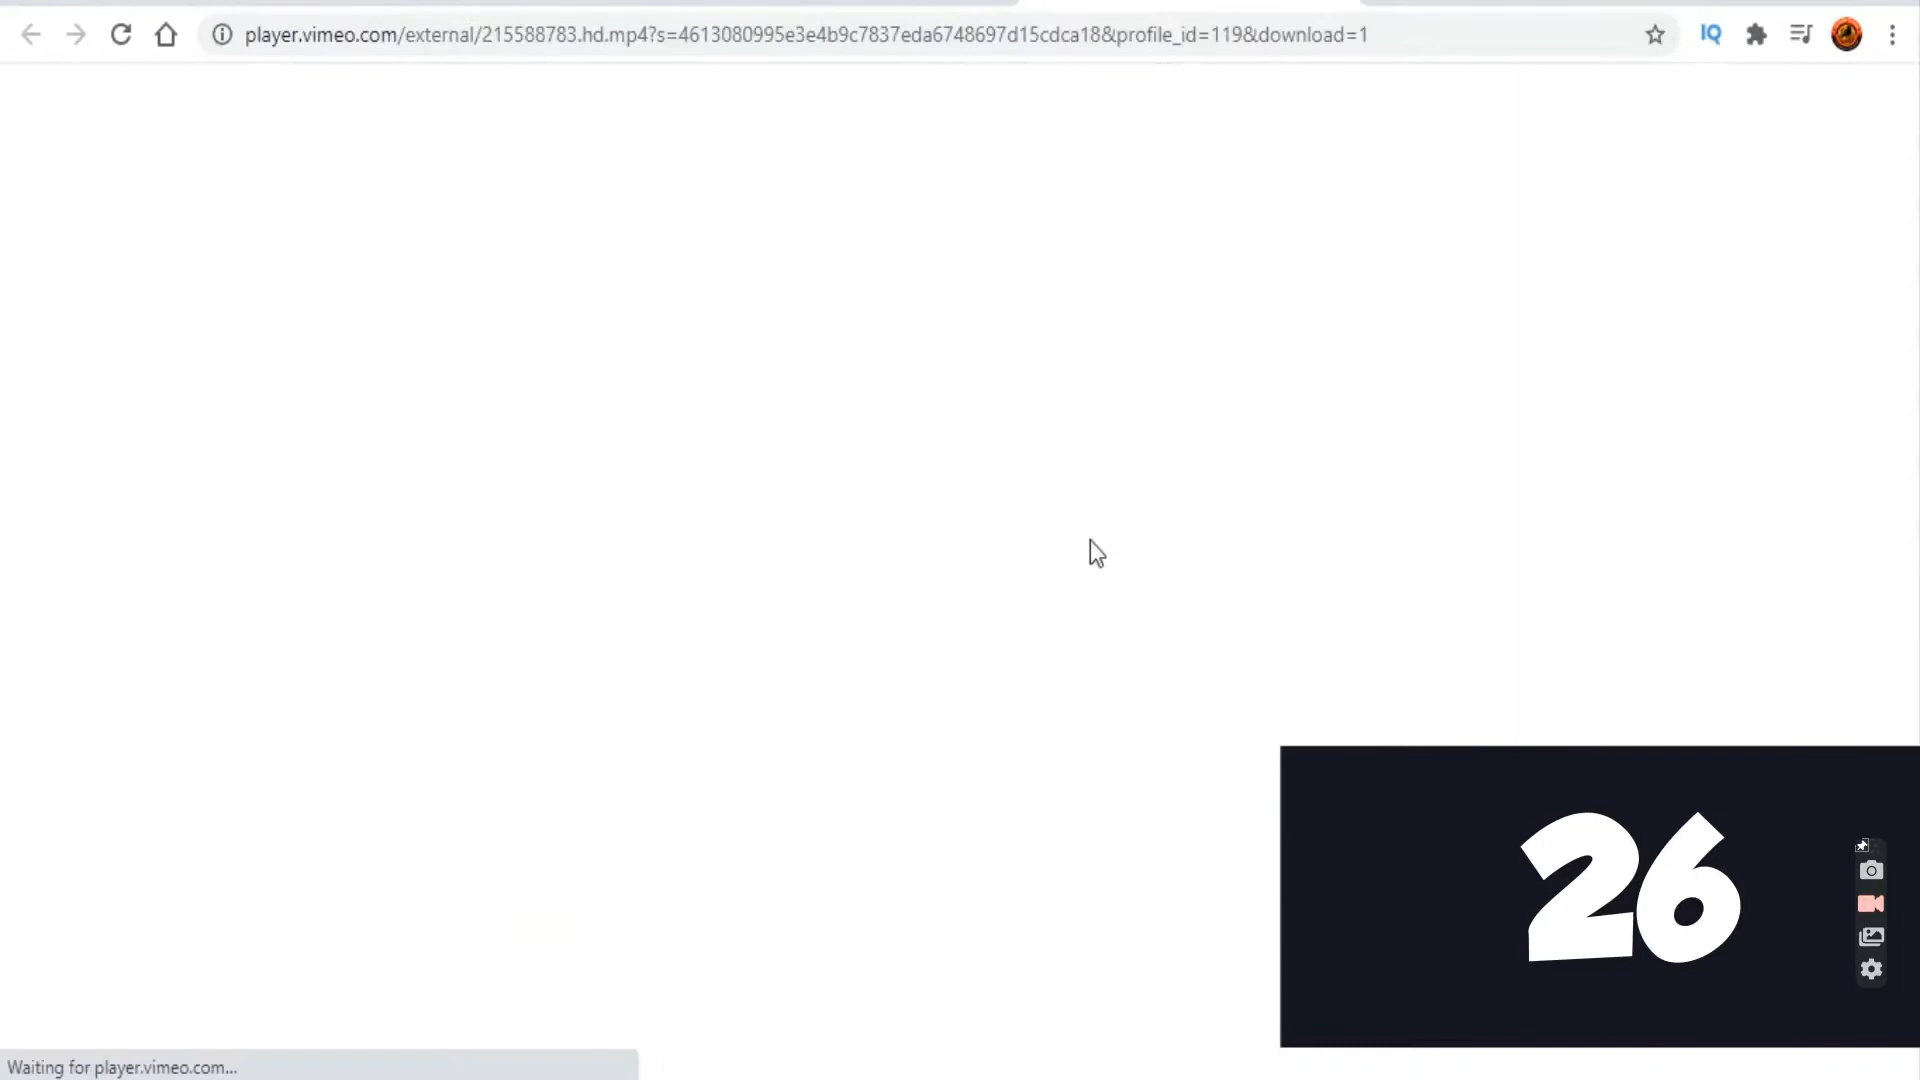 player.vimeo.com/external/215588783.hd.mp4?s=4613080995e3e4b9c7837eda6748697d15cdca18&profile_id=119&download=1
IQ
26
Waiting for player.vimeo.com...